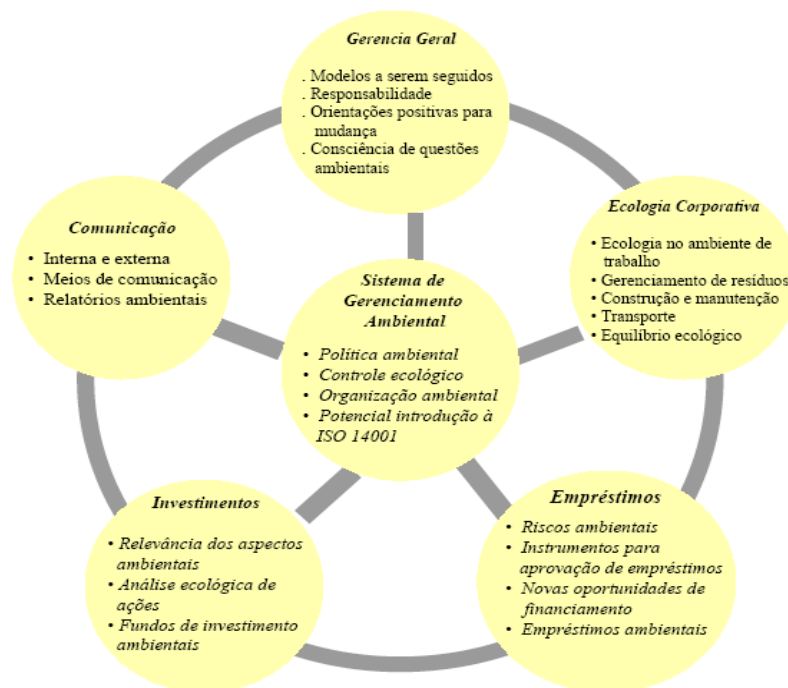 Gerencia Geral
. Modelos a serem seguidos
. Responsabilidade
. Orientações positivas para
mudança
. Consciência de questões
ambientais
Comunicação
• Interna e externa
• Meios de comunicação
• Relatórios ambientais
Ecologia Corporativa
• Ecologia no ambiente de
trabalho
• Gerenciamento de resíduos
• Construção e manutenção
• Transporte
• Equilíbrio ecológico
Sistema de
Gerenciamento
Ambiental
• Política ambiental
• Controle ecológico
• Organização ambiental
• Potencial introdução à
ISO 14001
Investimentos
• Relevância dos aspectos
ambientais
• Análise ecológica de
ações
• Fundos de investimento
ambientais
Empréstimos
• Riscos ambientais
• Instrumentos para
aprovação de empréstimos
• Novas oportunidades de
financiamento
• Empréstimos ambientais